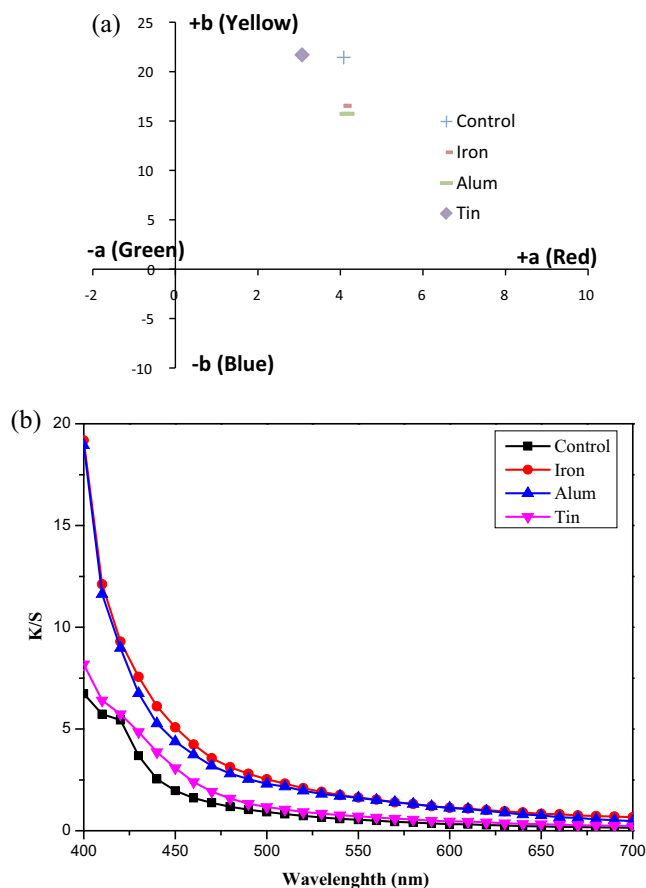 (a)
+b (Yellow)
25
20
15
10
5
0
-5
-10
Control
Iron
Alum
Tin
-a (Green)
+a (Red)
-2 0 2 4 6 8 10
-b (Blue)
(b)
20
15
10
5
0
K/S
Control
Iron
Alum
Tin
400 450 500 550 600 650 700
Wavelenghth (nm)